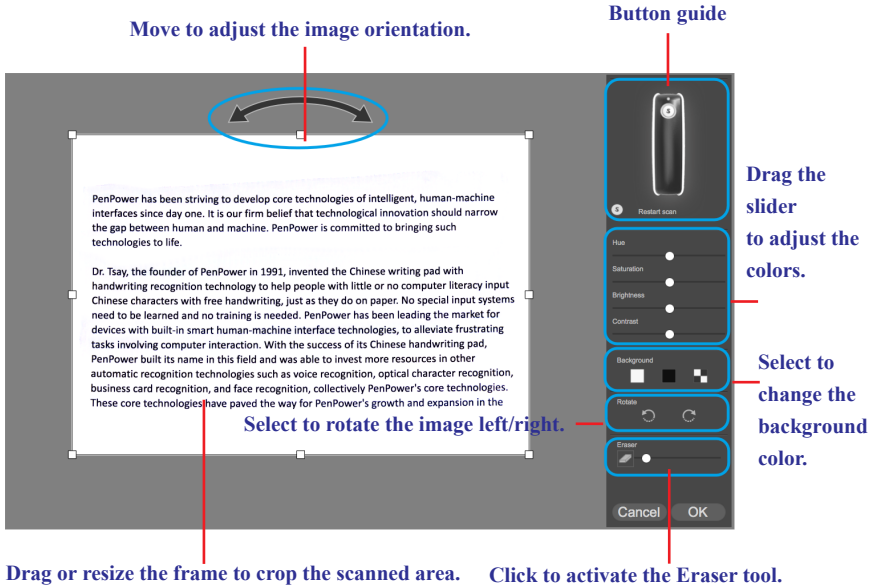 Button guide
Move to adjust the image orientation.
PenPower has been striving to develop core technologies of intelligent, human-machine
interfaces since day one. It is our firm belief that technological innovation should narrow
the gap between human and machine. PenPower is committed to bringing such
technologies to life.
Dr. Tsay, the founder of PenPower in 1991, invented the Chinese writing pad with
handwriting recognition technology to help people with little or no computer literacy input
Chinese characters with free handwriting, just as they do on paper. No special input systems
need to be learned and no training is needed. PenPower has been leading the market for
devices with built-in smart human-machine interface technologies, to alleviate frustrating
tasks involving computer interaction. With the success of its Chinese handwriting pad,
PenPower built its name in this field and was able to invest more resources in other
automatic recognition technologies such as voice recognition, optical character recognition,
business card recognition, and face recognition, collectively PenPower's core technologies.
These core technologies have paved the way for PenPower's growth and expansion in the
Select to rotate the image left/right.
S
S Restart scan
Hue
Saturation
Brightness
Contrast
Background
Rotate
Eraser
Cancel OK
Drag the
slider
to adjust the
colors.
Select to
change the
background
color.
Drag or resize the frame to crop the scanned area.
Click to activate the Eraser tool.